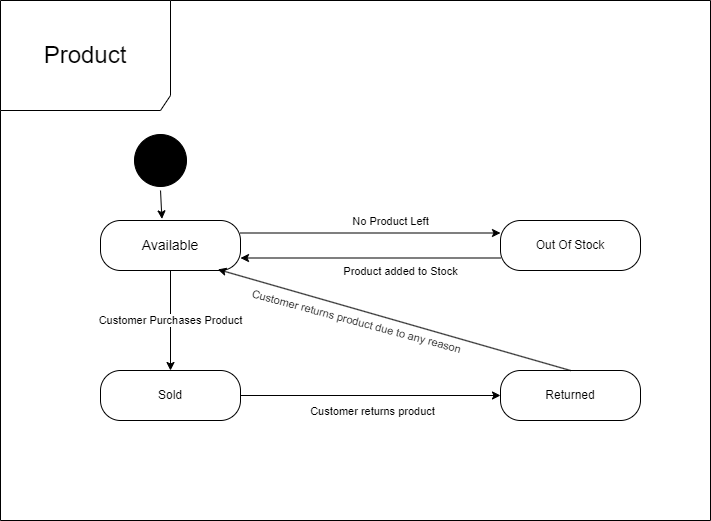 Product
No Product Left
Available
Out Of Stock
Product added to Stock
Customer returns product due to any reason
Customer Purchases Product
Sold
Returned
Customer returns product